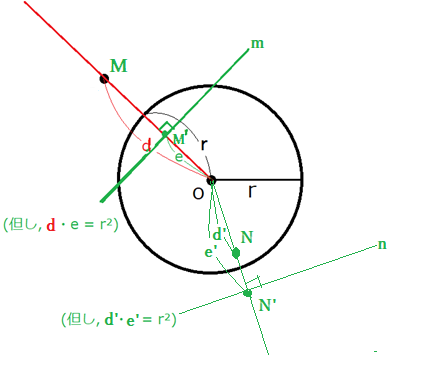 m
M
M'
r
d
e
O
r
(但し, d・e = r²)
d'
N
e'
n
N'
(但し, d'・e' = r²)